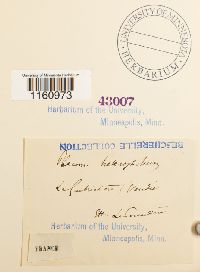 UNIVERSITY OF MINNESOTA
HERBARIUM
University of Minnesota Herbarium
1160973
43007
Herbarium of the University,
Minneapolis, Minn.
BESCHERELLE COLLECTION
Vendée
Herbarium of the University,
Minneapolis, Minn.
FRANCE